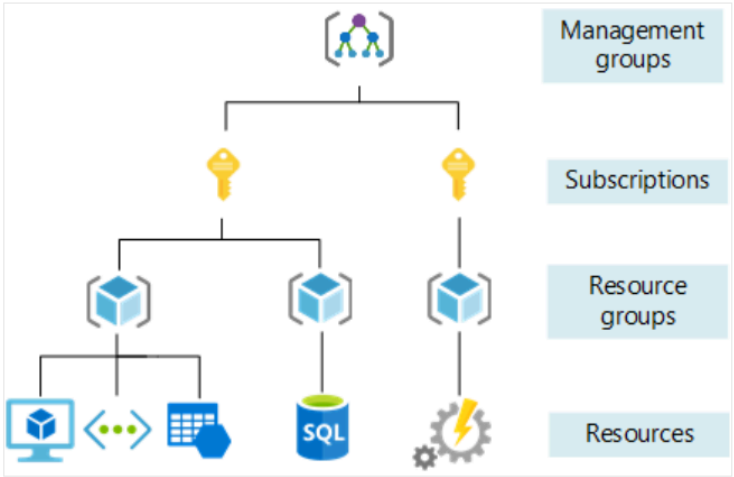 Management
groups
Subscriptions
Resource
groups
SQL
Resources